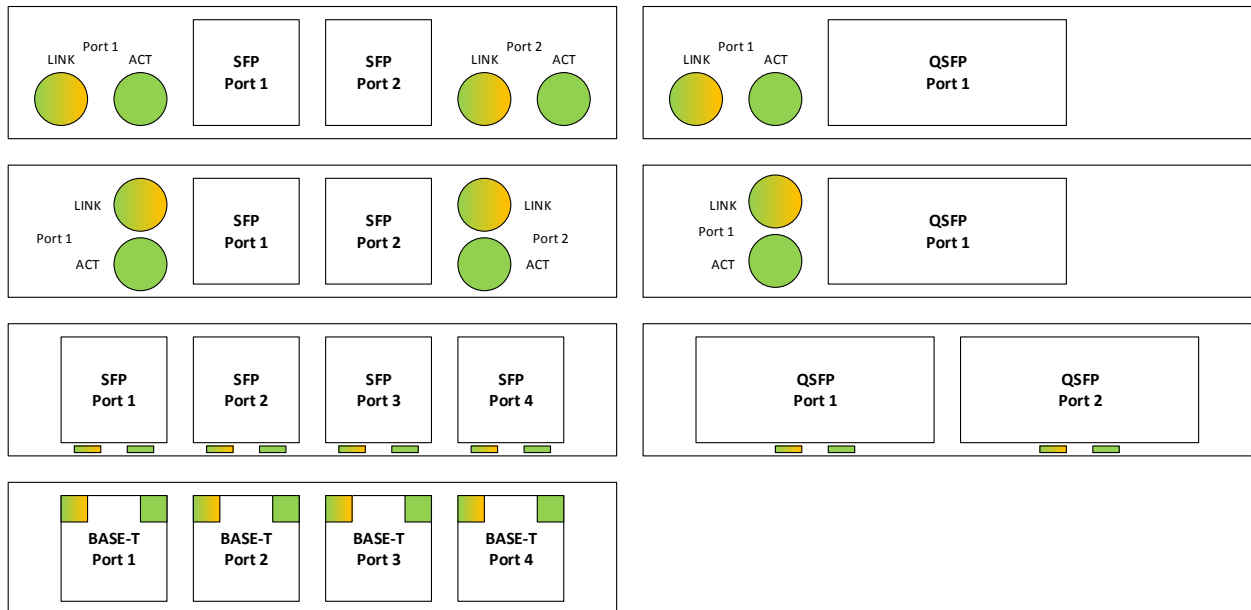 Port 1
LINK
ACT
SFP
Port 1
SFP
Port 2
Port 2
LINK
ACT
Port 1
LINK
ACT
QSFP
Port 1
LINK
Port 1
ACT
SFP
Port 1
SFP
Port 2
LINK
Port 2
ACT
LINK
Port 1
ACT
QSFP
Port 1
SFP
Port 1
SFP
Port 2
SFP
Port 3
SFP
Port 4
QSFP
Port 1
QSFP
Port 2
BASE-T
Port 1
BASE-T
Port 2
BASE-T
Port 3
BASE-T
Port 4